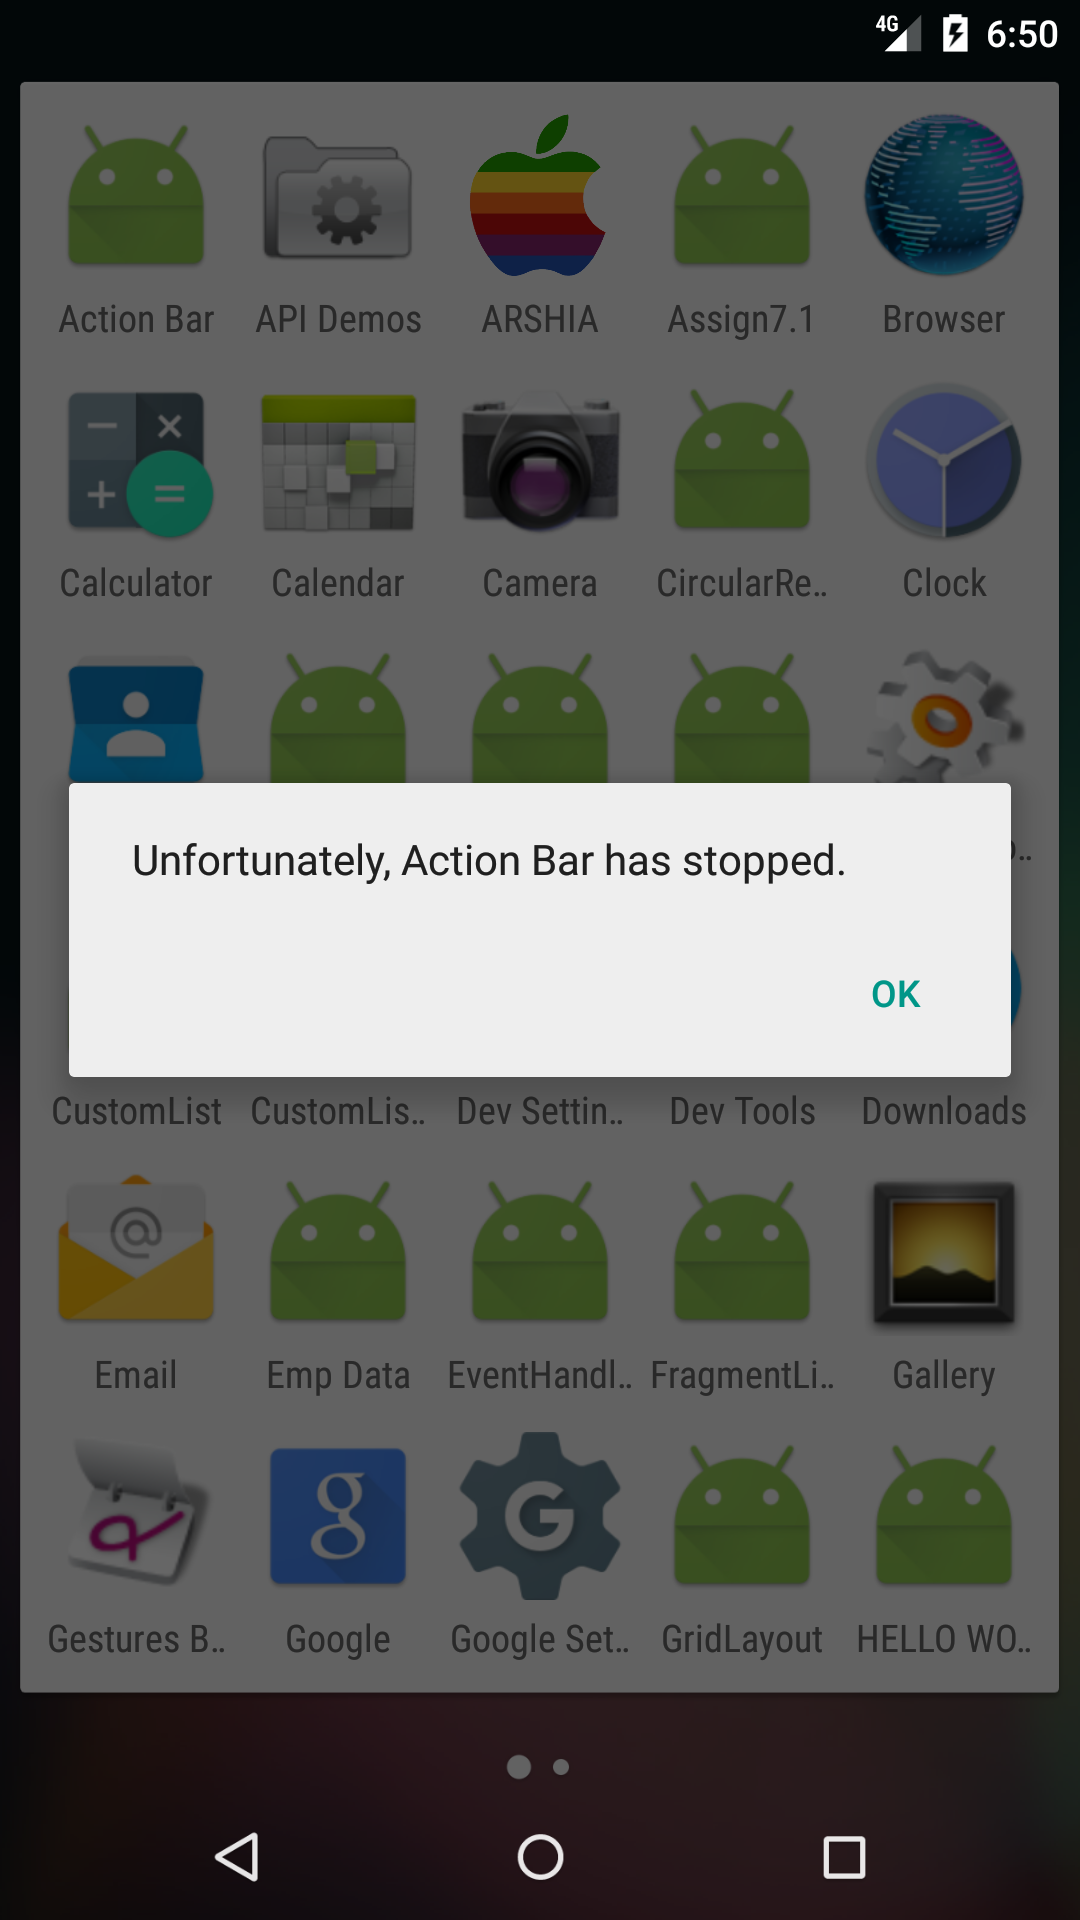 4G 6:50
Action Bar API Demos ARSHIA Assign7.1 Browser
Calculator Calendar Camera CircularRe.. Clock
Unfortunately, Action Bar has stopped.
OK
CustomList CustomLis.. Dev Settin.. Dev Tools Downloads
Email Emp Data EventHandl.. FragmentLi.. Gallery
Gestures B.. Google Google Set.. GridLayout HELLO WO..